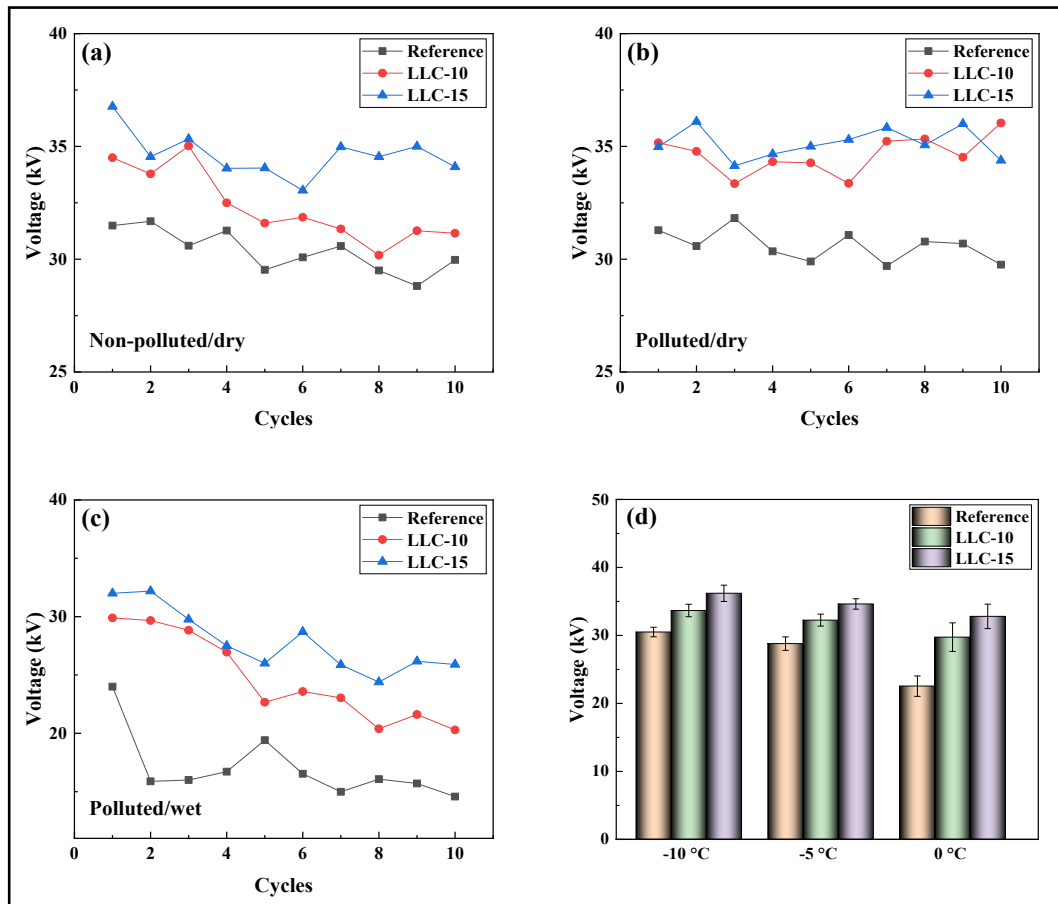 (a)
Reference
LLC-10
LLC-15
40
35
30
25
Voltage (kV)
Non-polluted/dry
0 2 4 6 8 10
Cycles
(b)
Reference
LLC-10
LLC-15
40
35
30
25
Voltage (kV)
Polluted/dry
0 2 4 6 8 10
Cycles
(c)
Reference
LLC-10
LLC-15
40
30
20
Voltage (kV)
Polluted/wet
0 2 4 6 8 10
Cycles
(d)
Reference
LLC-10
LLC-15
50
40
30
20
10
0
Voltage (kV)
-10 °C -5 °C 0 °C